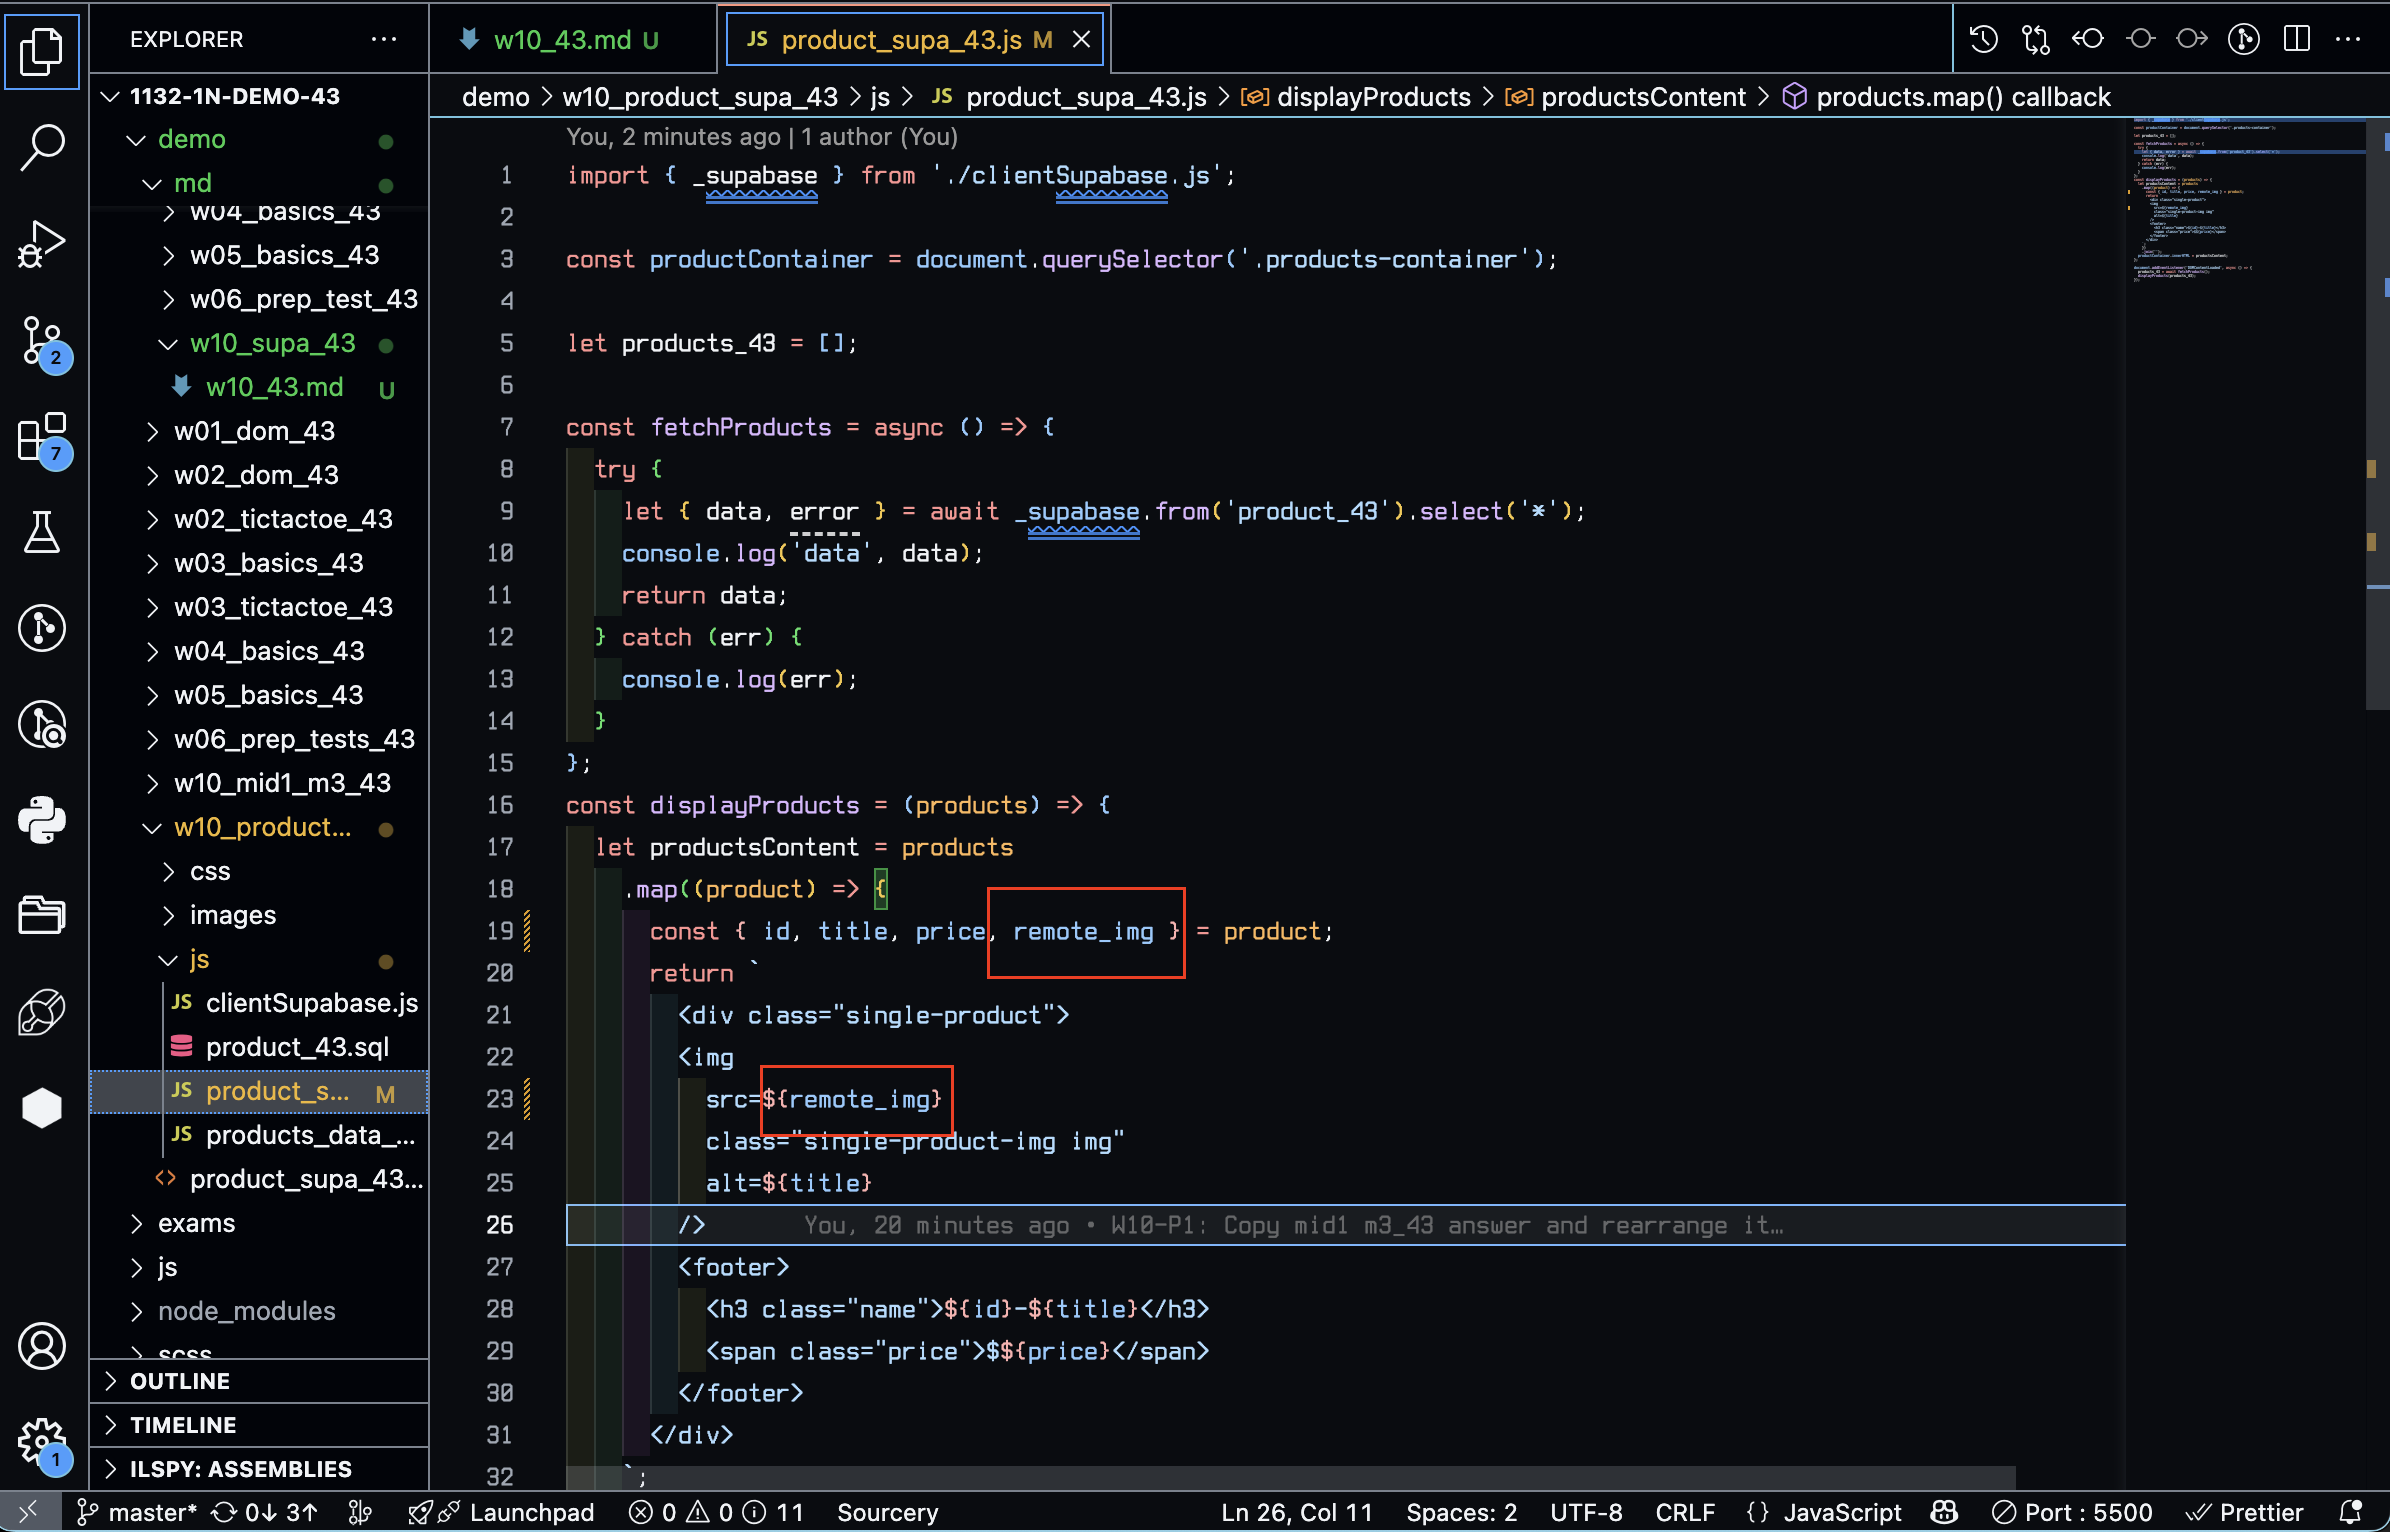 EXPLORER
1132-1N-DEMO-43
demo
md
w04_basics_43
w05_basics_43
w06_prep_test_43
w10_supa_43
w10_43.md U
w01_dom_43
w02_dom_43
w02_tictactoe_43
w03_basics_43
w03_tictactoe_43
w04_basics_43
w05_basics_43
w06_prep_tests_43
w10_mid1_m3_43
w10_product...
css
images
js
JS clientSupabase.js
product_43.sql
JS product_s... M
JS products_data_...
<> product_supa_43...
exams
js
node_modules
scss
OUTLINE
TIMELINE
ILSPY: ASSEMBLIES
2
7
1
w10_43.md U
JS product_supa_43.js M
demo > w10_product_supa_43 > js > JS product_supa_43.js > displayProducts > productsContent > products.map() callback
You, 2 minutes ago | 1 author (You)
1 import { _supabase } from './clientSupabase.js';
2
3 const productContainer = document.querySelector('.products-container');
4
5 let products_43 = [];
6
7 const fetchProducts = async () => {
8 try {
9 let { data, error } = await _supabase.from('product_43').select('*');
10 console.log('data', data);
11 return data;
12 } catch (err) {
13 console.log(err);
14 }
15 };
16 const displayProducts = (products) => {
17 let productsContent = products
18 .map((product) => {
19 const { id, title, price, remote_img } = product;
20 return `
21 <div class="single-product">
22 <img
23 src=${remote_img}
24 class="single-product-img img"
25 alt=${title}
26 /> You, 20 minutes ago • W10-P1: Copy mid1 m3_43 answer and rearrange it…
27 <footer>
28 <h3 class="name">${id}-${title}</h3>
29 <span class="price">$${price}</span>
30 </footer>
31 </div>
32 `;
master* 0↓ 3↑ Launchpad 0 0 11 Sourcery Ln 26, Col 11 Spaces: 2 UTF-8 CRLF {} JavaScript Port : 5500 Prettier